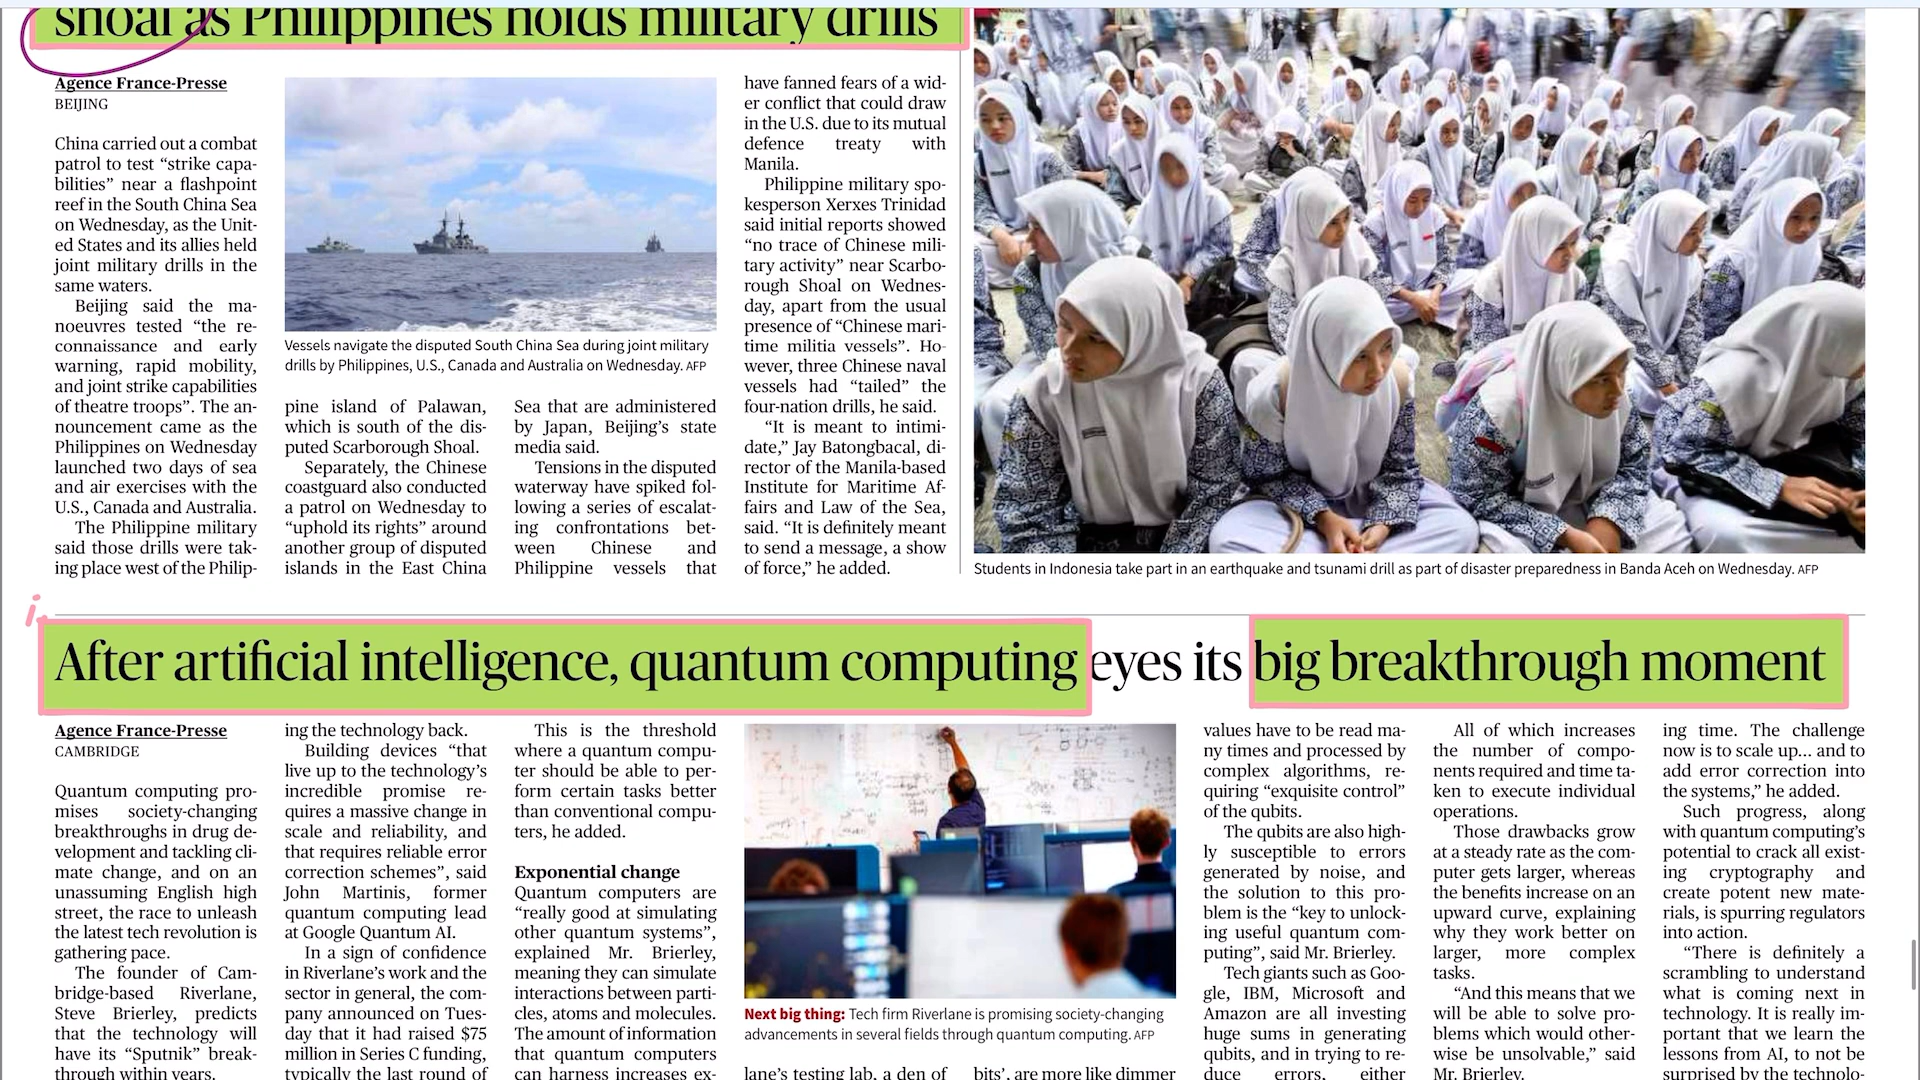 shoal as Philippines holds military drills
Agence France-Presse
BEIJING
China carried out a combat
patrol to test “strike capa-
bilities” near a flashpoint
reef in the South China Sea
on Wednesday, as the Unit-
ed States and its allies held
joint military drills in the
same waters.
Beijing said the ma-
noeuvres tested “the re-
connaissance and early
warning, rapid mobility,
and joint strike capabilities
of theatre troops”. The an-
nouncement came as the
Philippines on Wednesday
launched two days of sea
and air exercises with the
U.S., Canada and Australia.
The Philippine military
said those drills were tak-
ing place west of the Philip-
Vessels navigate the disputed South China Sea during joint military
drills by Philippines, U.S., Canada and Australia on Wednesday. AFP
pine island of Palawan,
which is south of the dis-
puted Scarborough Shoal.
Separately, the Chinese
coastguard also conducted
a patrol on Wednesday to
“uphold its rights” around
another group of disputed
islands in the East China
Sea that are administered
by Japan, Beijing’s state
media said.
Tensions in the disputed
waterway have spiked fol-
lowing a series of escalat-
ing confrontations bet-
ween Chinese and
Philippine vessels that
have fanned fears of a wid-
er conflict that could draw
in the U.S. due to its mutual
defence treaty with
Manila.
Philippine military spo-
kesperson Xerxes Trinidad
said initial reports showed
“no trace of Chinese mili-
tary activity” near Scarbo-
rough Shoal on Wednes-
day, apart from the usual
presence of “Chinese mari-
time militia vessels”. Ho-
wever, three Chinese naval
vessels had “tailed” the
four-nation drills, he said.
“It is meant to intimi-
date,” Jay Batongbacal, di-
rector of the Manila-based
Institute for Maritime Af-
fairs and Law of the Sea,
said. “It is definitely meant
to send a message, a show
of force,” he added.
Students in Indonesia take part in an earthquake and tsunami drill as part of disaster preparedness in Banda Aceh on Wednesday. AFP
After artificial intelligence, quantum computing eyes its big breakthrough moment
Agence France-Presse
CAMBRIDGE
Quantum computing pro-
mises society-changing
breakthroughs in drug de-
velopment and tackling cli-
mate change, and on an
unassuming English high
street, the race to unleash
the latest tech revolution is
gathering pace.
The founder of Cam-
bridge-based Riverlane,
Steve Brierley, predicts
that the technology will
have its “Sputnik” break-
through within years.
ing the technology back.
Building devices “that
live up to the technology’s
incredible promise re-
quires a massive change in
scale and reliability, and
that requires reliable error
correction schemes”, said
John Martinis, former
quantum computing lead
at Google Quantum AI.
In a sign of confidence
in Riverlane’s work and the
sector in general, the com-
pany announced on Tues-
day that it had raised $75
million in Series C funding,
typically the last round of
This is the threshold
where a quantum compu-
ter should be able to per-
form certain tasks better
than conventional compu-
ters, he added.
Exponential change
Quantum computers are
“really good at simulating
other quantum systems”,
explained Mr. Brierley,
meaning they can simulate
interactions between parti-
cles, atoms and molecules.
The amount of information
that quantum computers
can harness increases ex-
Next big thing: Tech firm Riverlane is promising society-changing
advancements in several fields through quantum computing. AFP
lane’s testing lab, a den of
bits’, are more like dimmer
values have to be read ma-
ny times and processed by
complex algorithms, re-
quiring “exquisite control”
of the qubits.
The qubits are also high-
ly susceptible to errors
generated by noise, and
the solution to this pro-
blem is the “key to unlock-
ing useful quantum com-
puting”, said Mr. Brierley.
Tech giants such as Goo-
gle, IBM, Microsoft and
Amazon are all investing
huge sums in generating
qubits, and in trying to re-
duce errors, either
All of which increases
the number of compo-
nents required and time ta-
ken to execute individual
operations.
Those drawbacks grow
at a steady rate as the com-
puter gets larger, whereas
the benefits increase on an
upward curve, explaining
why they work better on
larger, more complex
tasks.
“And this means that we
will be able to solve pro-
blems which would other-
wise be unsolvable,” said
Mr. Brierley.
ing time. The challenge
now is to scale up... and to
add error correction into
the systems,” he added.
Such progress, along
with quantum computing’s
potential to crack all exist-
ing cryptography and
create potent new mate-
rials, is spurring regulators
into action.
“There is definitely a
scrambling to understand
what is coming next in
technology. It is really im-
portant that we learn the
lessons from AI, to not be
surprised by the technolo-